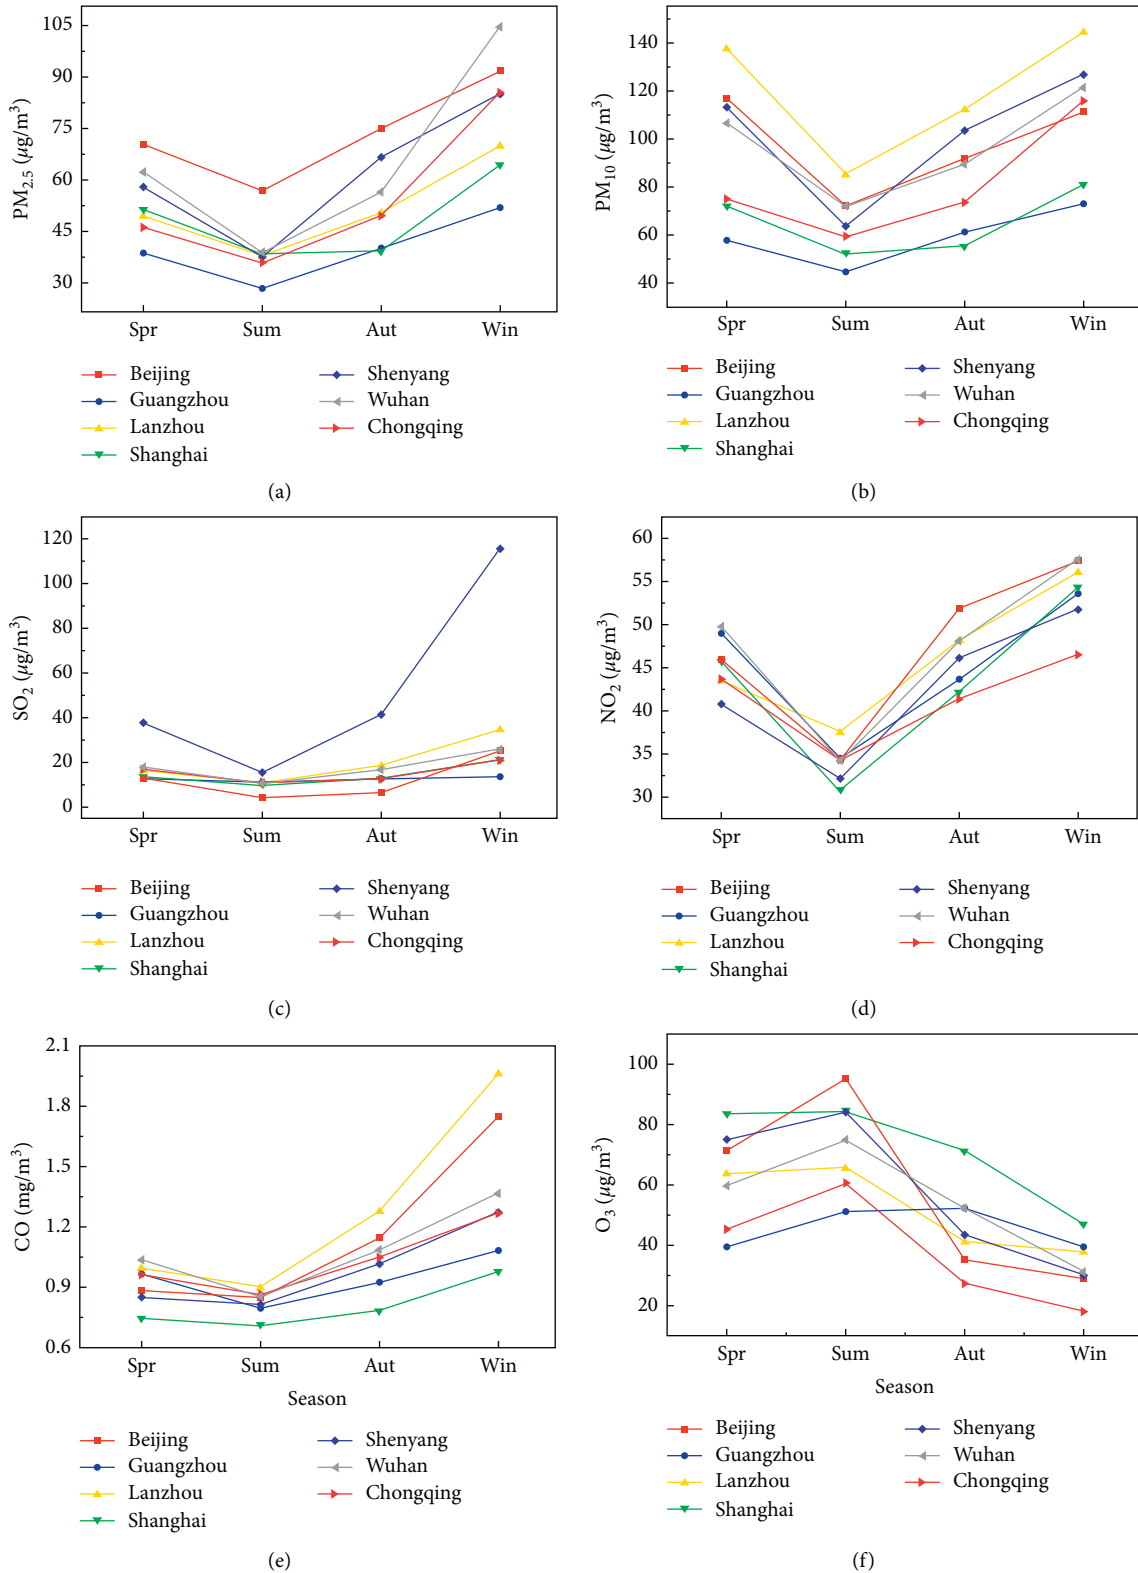 105
90
75
60
45
30
PM2.5 (μg/m3)
Spr Sum Aut Win
Beijing Shenyang
Guangzhou Wuhan
Lanzhou Chongqing
Shanghai
(a)
140
120
100
80
60
40
PM10 (μg/m3)
Spr Sum Aut Win
Beijing Shenyang
Guangzhou Wuhan
Lanzhou Chongqing
Shanghai
(b)
120
100
80
60
40
20
0
SO2 (μg/m3)
Spr Sum Aut Win
Beijing Shenyang
Guangzhou Wuhan
Lanzhou Chongqing
Shanghai
(c)
60
55
50
45
40
35
30
NO2 (μg/m3)
Spr Sum Aut Win
Beijing Shenyang
Guangzhou Wuhan
Lanzhou Chongqing
Shanghai
(d)
2.1
1.8
1.5
1.2
0.9
0.6
CO (mg/m3)
Spr Sum Aut Win
Season
Beijing Shenyang
Guangzhou Wuhan
Lanzhou Chongqing
Shanghai
(e)
100
80
60
40
20
O3 (μg/m3)
Spr Sum Aut Win
Season
Beijing Shenyang
Guangzhou Wuhan
Lanzhou Chongqing
Shanghai
(f)